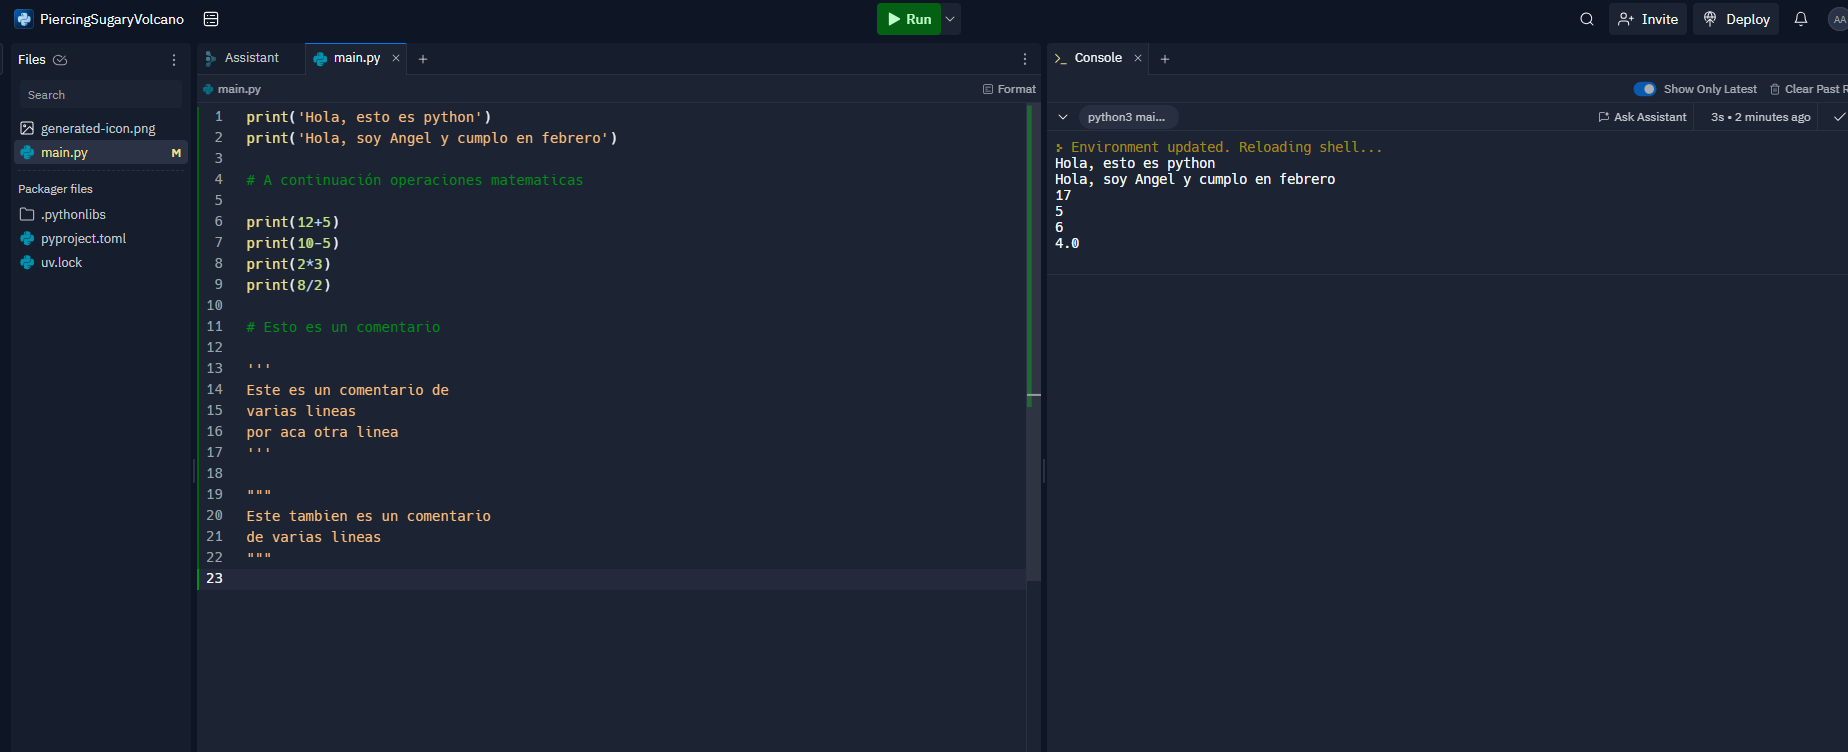 PiercingSugaryVolcano
Run
Invite
Deploy
AA
Files
Search
generated-icon.png
main.py M
Packager files
.pythonlibs
pyproject.toml
uv.lock
Assistant
main.py
main.py
Format
1 print('Hola, esto es python')
2 print('Hola, soy Angel y cumplo en febrero')
3
4 # A continuación operaciones matematicas
5
6 print(12+5)
7 print(10-5)
8 print(2*3)
9 print(8/2)
10
11 # Esto es un comentario
12
13 '''
14 Este es un comentario de
15 varias lineas
16 por aca otra linea
17 '''
18
19 """
20 Este tambien es un comentario
21 de varias lineas
22 """
23
Console
Show Only Latest
Clear Past R
python3 mai...
Ask Assistant
3s • 2 minutes ago
Environment updated. Reloading shell...
Hola, esto es python
Hola, soy Angel y cumplo en febrero
17
5
6
4.0